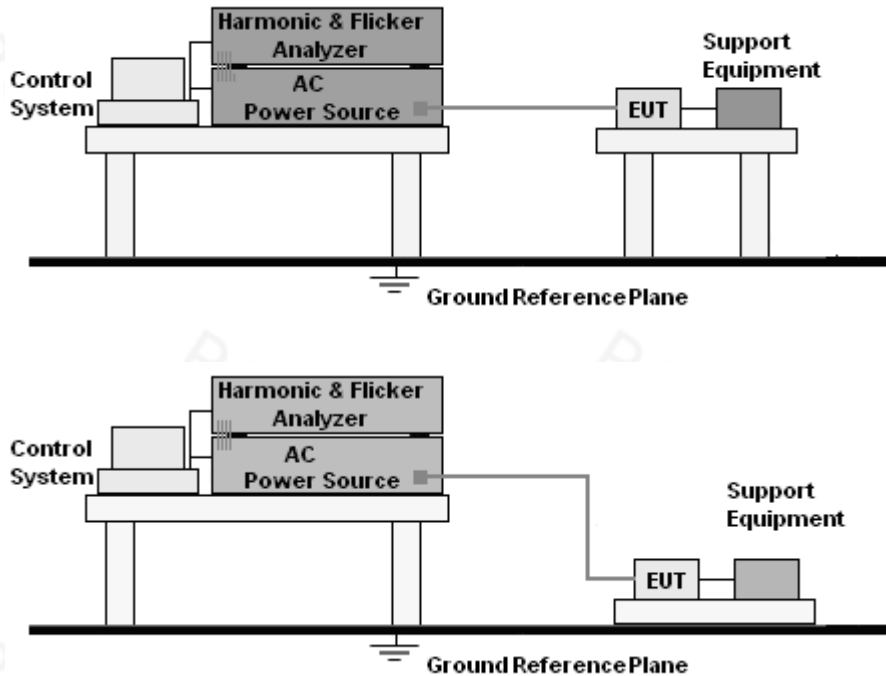 Harmonic & Flicker
Analyzer
AC
Power Source
Control
System
Support
Equipment
EUT
Ground Reference Plane
Harmonic & Flicker
Analyzer
AC
Power Source
Control
System
Support
Equipment
EUT
Ground Reference Plane